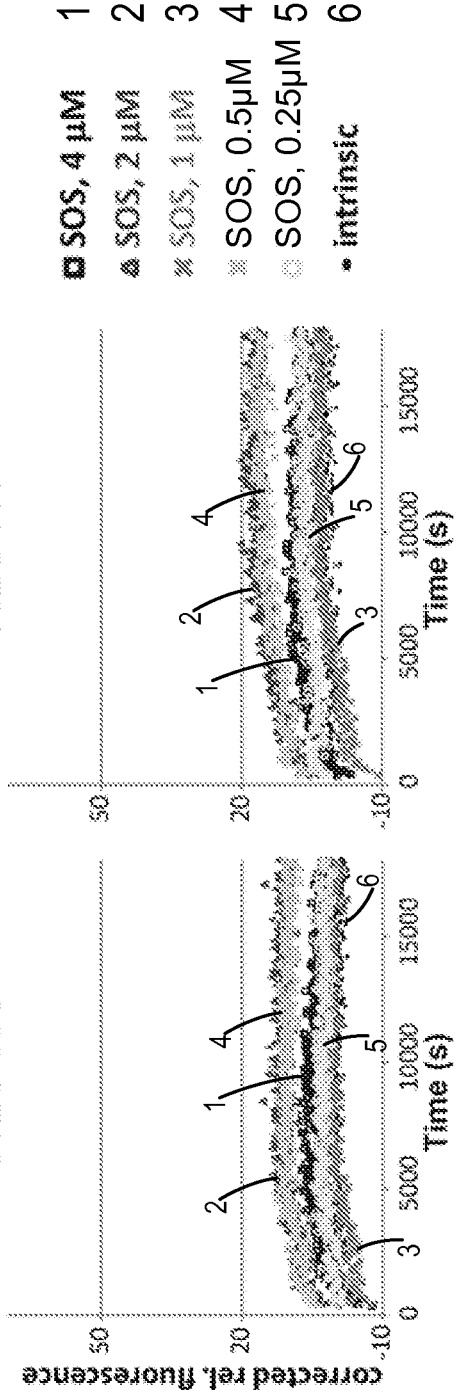 corrected rel. fluorescence
50
20
-10
0
5000
10000
15000
Time (s)
1
2
3
4
5
6
50
20
-10
0
5000
10000
15000
Time (s)
1
2
3
4
5
6
SOS, 4 µM 1
SOS, 2 µM 2
SOS, 1 µM 3
SOS, 0.5µM 4
SOS, 0.25µM 5
intrinsic 6